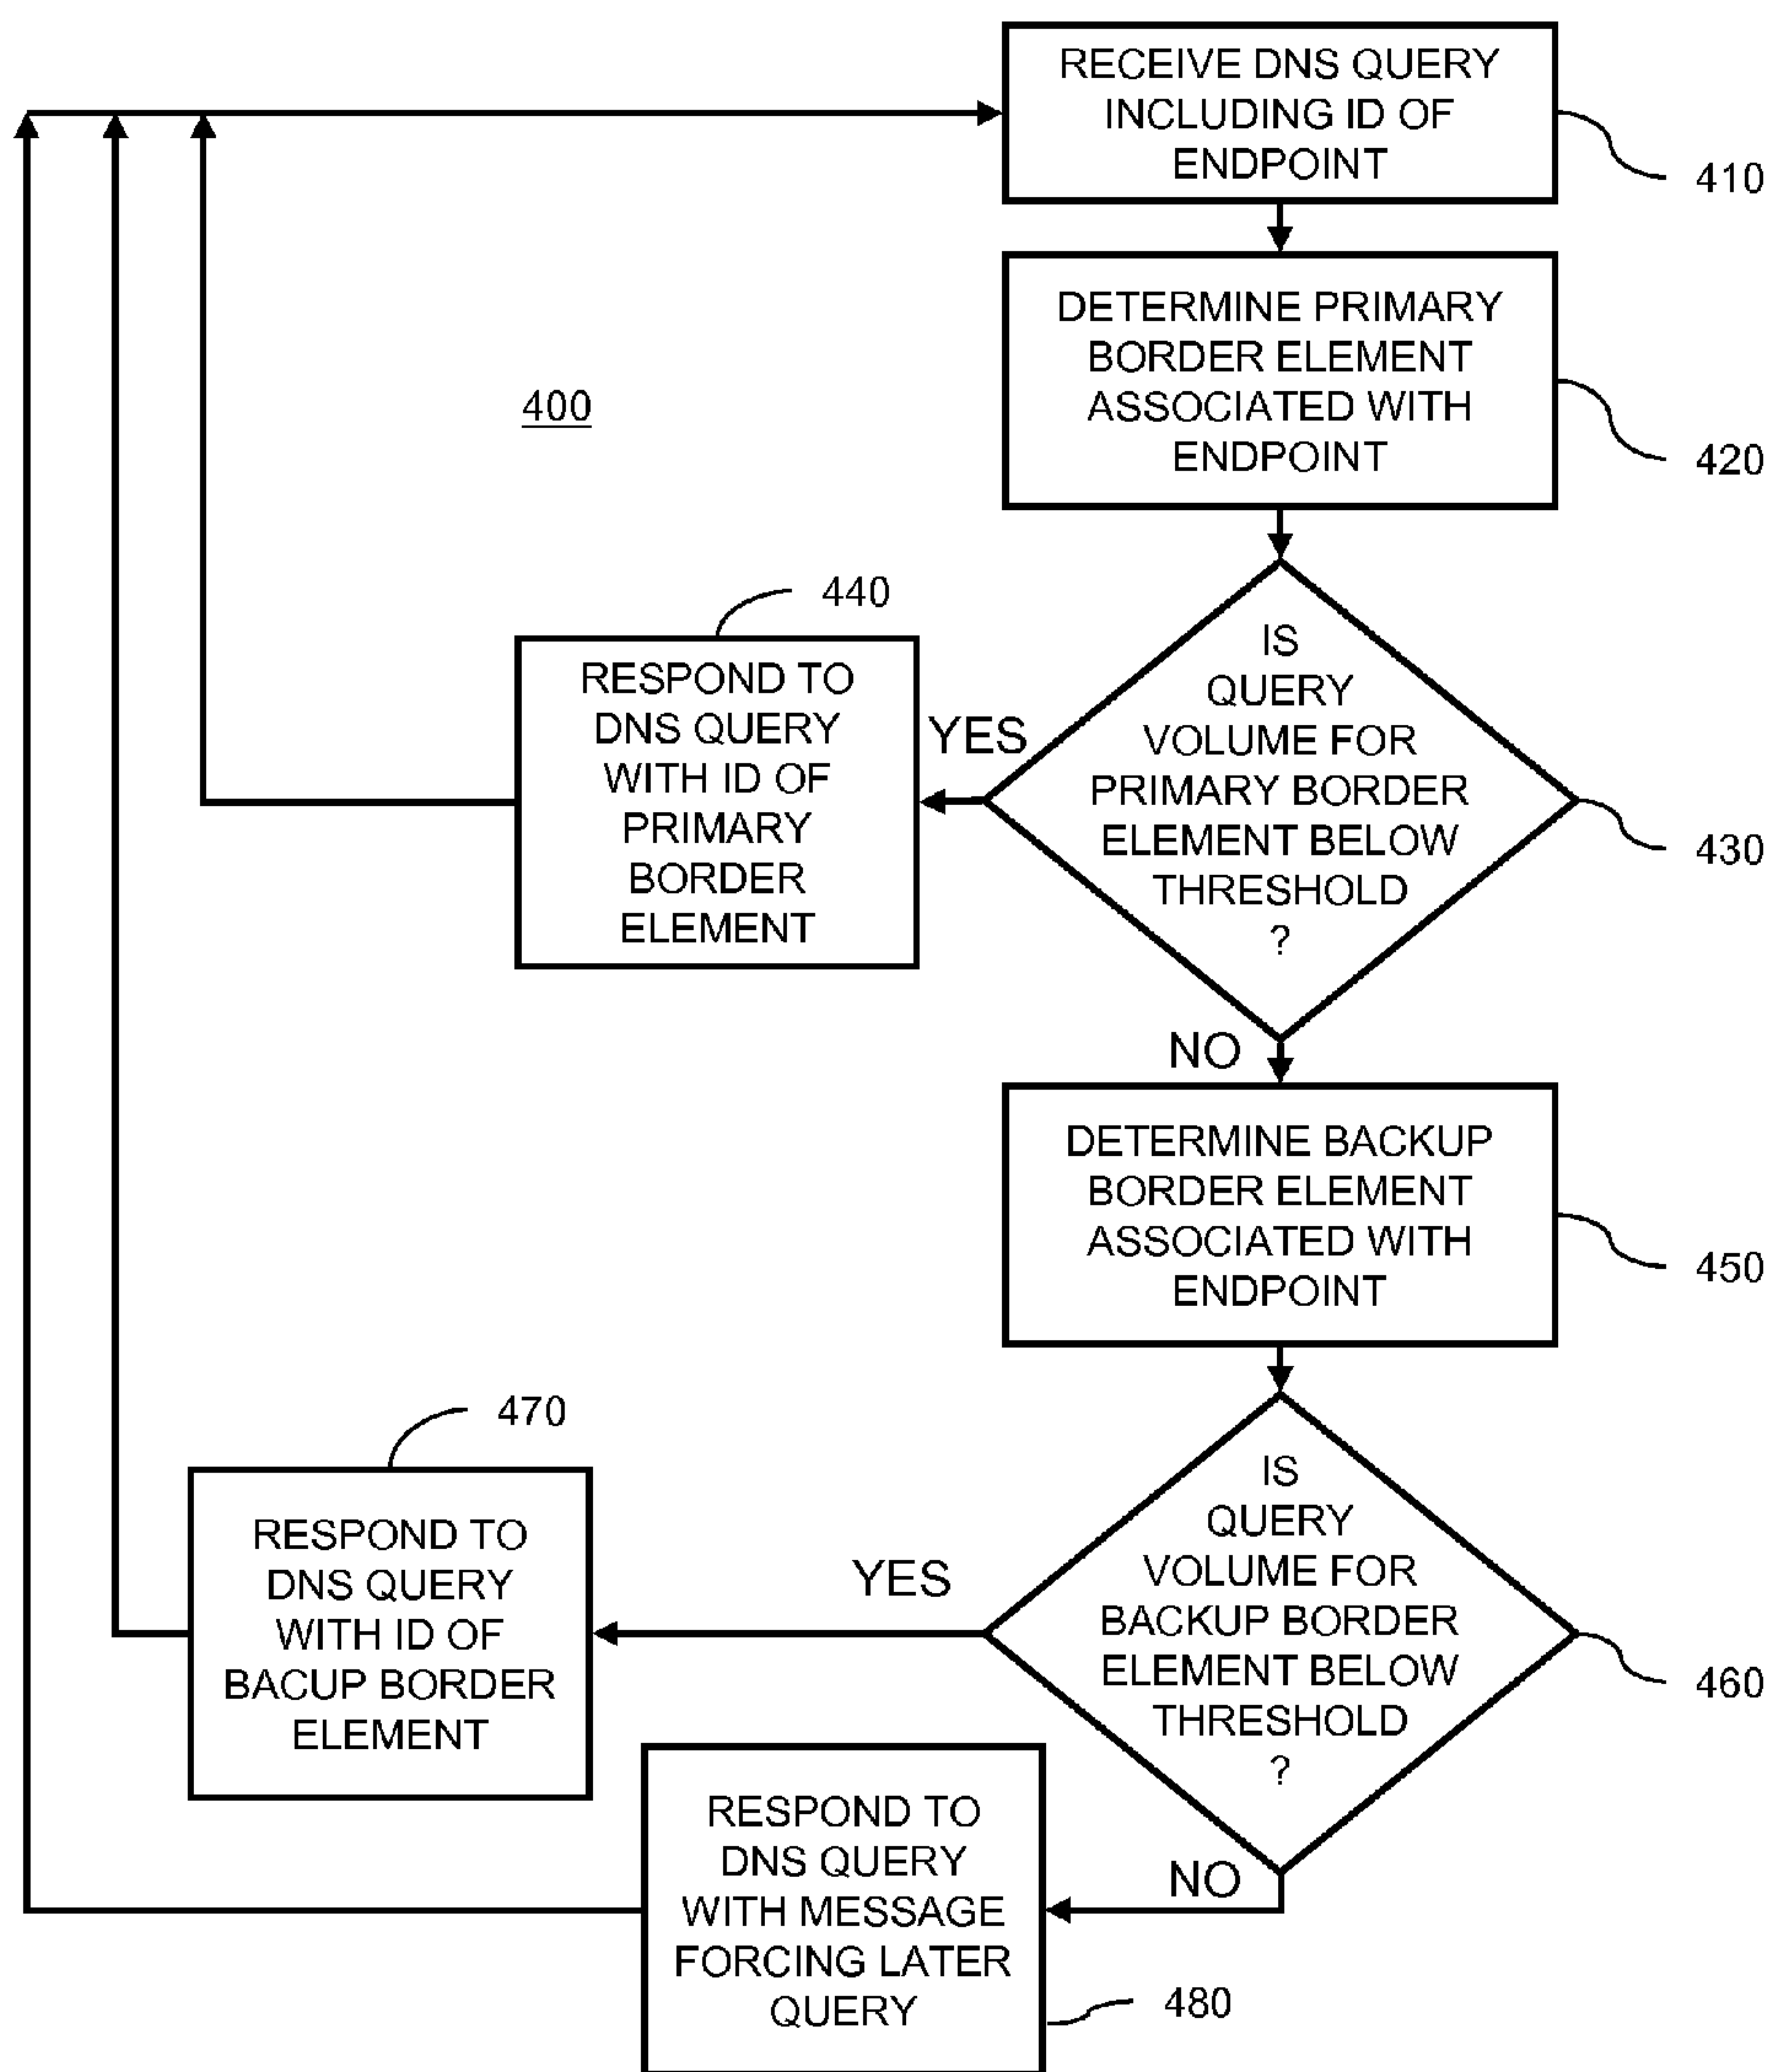 RECEIVE DNS QUERY
INCLUDING ID OF
ENDPOINT
410
DETERMINE PRIMARY
BORDER ELEMENT
ASSOCIATED WITH
ENDPOINT
420
400
IS
QUERY
VOLUME FOR
PRIMARY BORDER
ELEMENT BELOW
THRESHOLD
?
430
YES
440
RESPOND TO
DNS QUERY
WITH ID OF
PRIMARY
BORDER
ELEMENT
NO
DETERMINE BACKUP
BORDER ELEMENT
ASSOCIATED WITH
ENDPOINT
450
IS
QUERY
VOLUME FOR
BACKUP BORDER
ELEMENT BELOW
THRESHOLD
?
460
YES
470
RESPOND TO
DNS QUERY
WITH ID OF
BACUP BORDER
ELEMENT
NO
RESPOND TO
DNS QUERY
WITH MESSAGE
FORCING LATER
QUERY
480